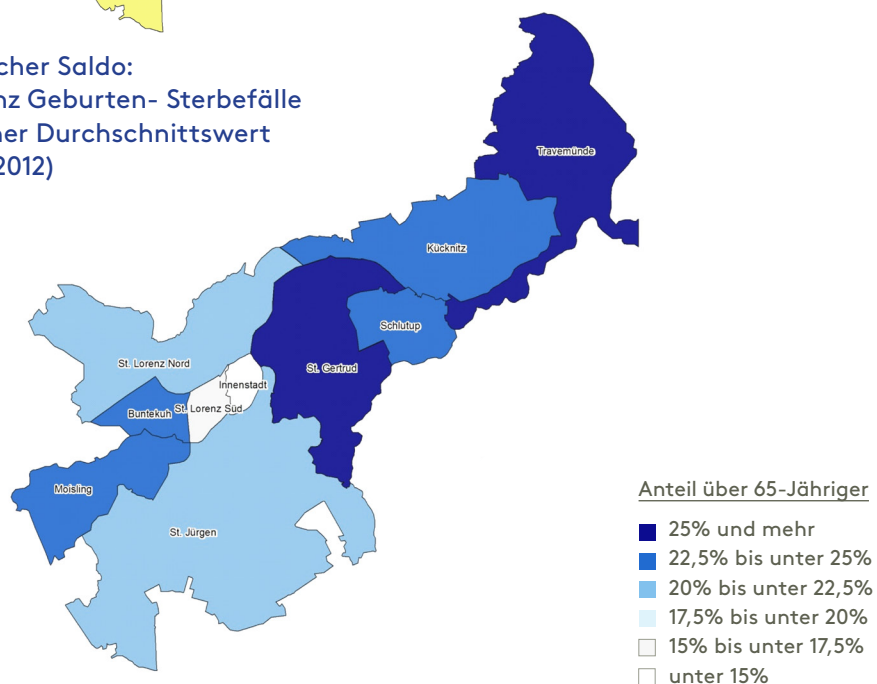 cher Saldo:
nz Geburten- Sterbefälle
ner Durchschnittswert
2012)
Travemünde
Kücknitz
Schlutup
St. Lorenz Nord
St. Gertrud
Innenstadt
St. Lorenz Süd
Buntekuh
Moisling
St. Jürgen
Anteil über 65-Jähriger
25% und mehr
22,5% bis unter 25%
20% bis unter 22,5%
17,5% bis unter 20%
15% bis unter 17,5%
unter 15%